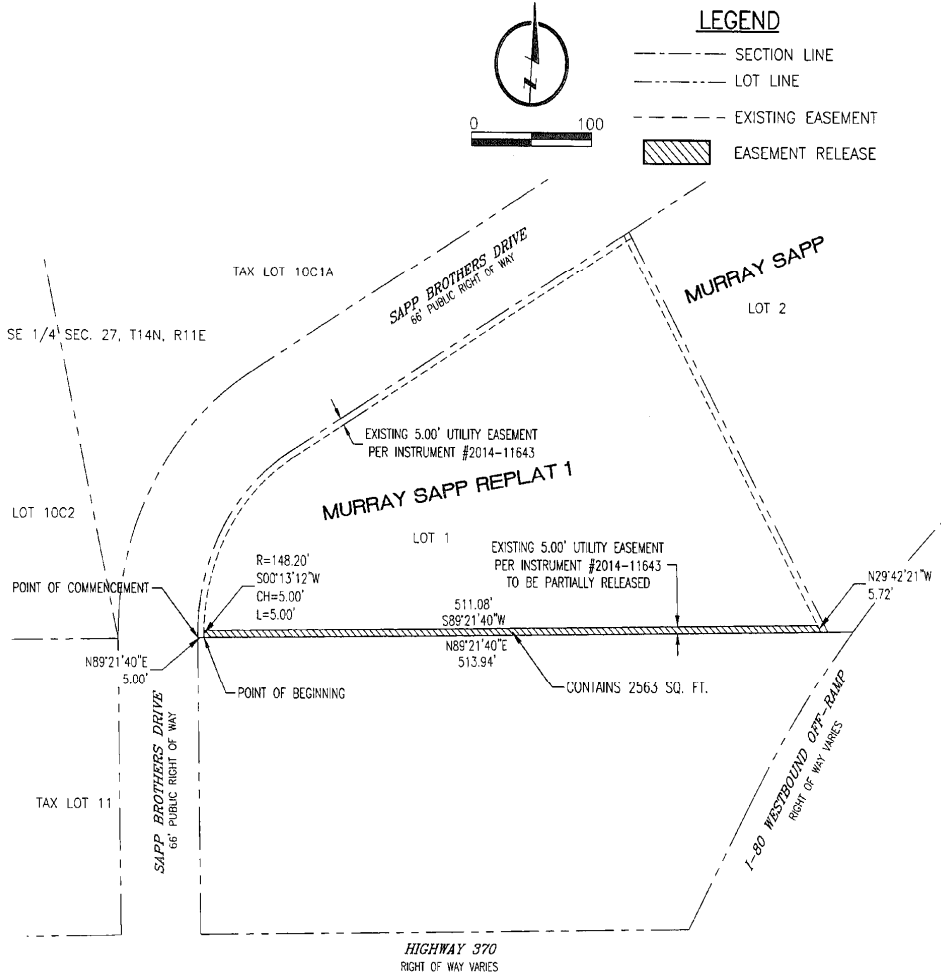 LEGEND
SECTION LINE
LOT LINE
EXISTING EASEMENT
EASEMENT RELEASE
N
0 100
TAX LOT 10C1A
SAPP BROTHERS DRIVE
66' PUBLIC RIGHT OF WAY
MURRAY SAPP
LOT 2
SE 1/4 SEC. 27, T14N, R11E
EXISTING 5.00' UTILITY EASEMENT
PER INSTRUMENT #2014-11643
MURRAY SAPP REPLAT 1
LOT 1
LOT 10C2
POINT OF COMMENCEMENT
R=148.20'
S00°13'12"W
CH=5.00'
L=5.00'
EXISTING 5.00' UTILITY EASEMENT
PER INSTRUMENT #2014-11643
TO BE PARTIALLY RELEASED
N29°42'21"W
5.72'
511.08'
S89°21'40"W
N89°21'40"E
513.94'
N89°21'40"E
5.00'
POINT OF BEGINNING
CONTAINS 2563 SQ. FT.
SAPP BROTHERS DRIVE
66' PUBLIC RIGHT OF WAY
TAX LOT 11
I-80 WESTBOUND OFF-RAMP
RIGHT OF WAY VARIES
HIGHWAY 370
RIGHT OF WAY VARIES